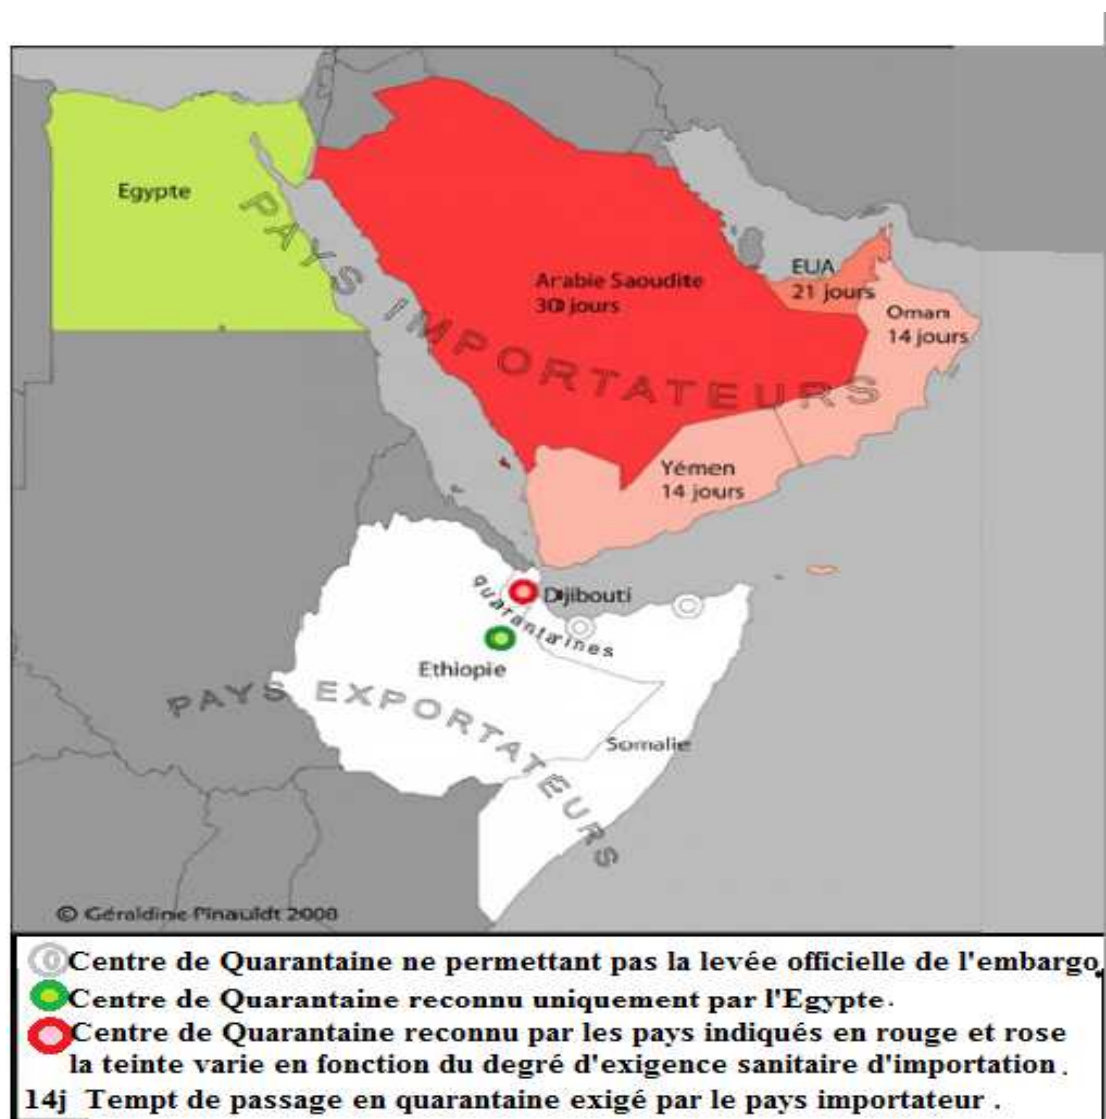 Egypte
PAYS IMPORTATEURS
Arabie Saoudite
30 jours
EUA
21 jours
Oman
14 jours
Yémen
14 jours
Djibouti
quarantaines
Ethiopie
PAYS EXPORTATEURS
Somalie
© Géraldine Pinauldt 2008
Centre de Quarantaine ne permettant pas la levée officielle de l'embargo.
Centre de Quarantaine reconnu uniquement par l'Egypte.
Centre de Quarantaine reconnu par les pays indiqués en rouge et rose
la teinte varie en fonction du degré d'exigence sanitaire d'importation.
14j Tempt de passage en quarantaine exigé par le pays importateur.